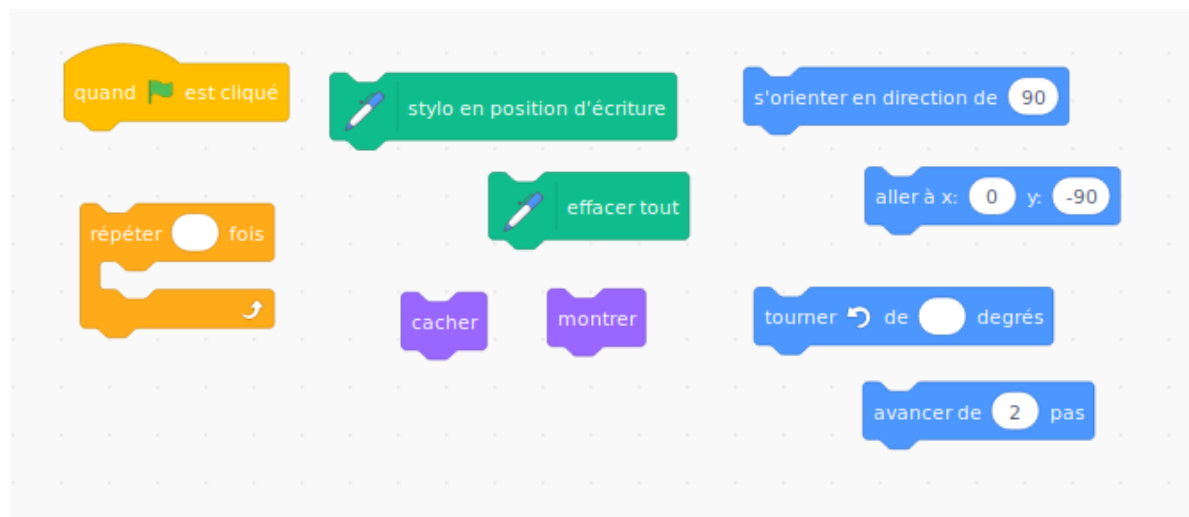 quand est cliqué
stylo en position d'écriture
s'orienter en direction de 90
effacer tout
aller à x: 0 y: -90
répéter fois
cacher
montrer
tourner de degrés
avancer de 2 pas